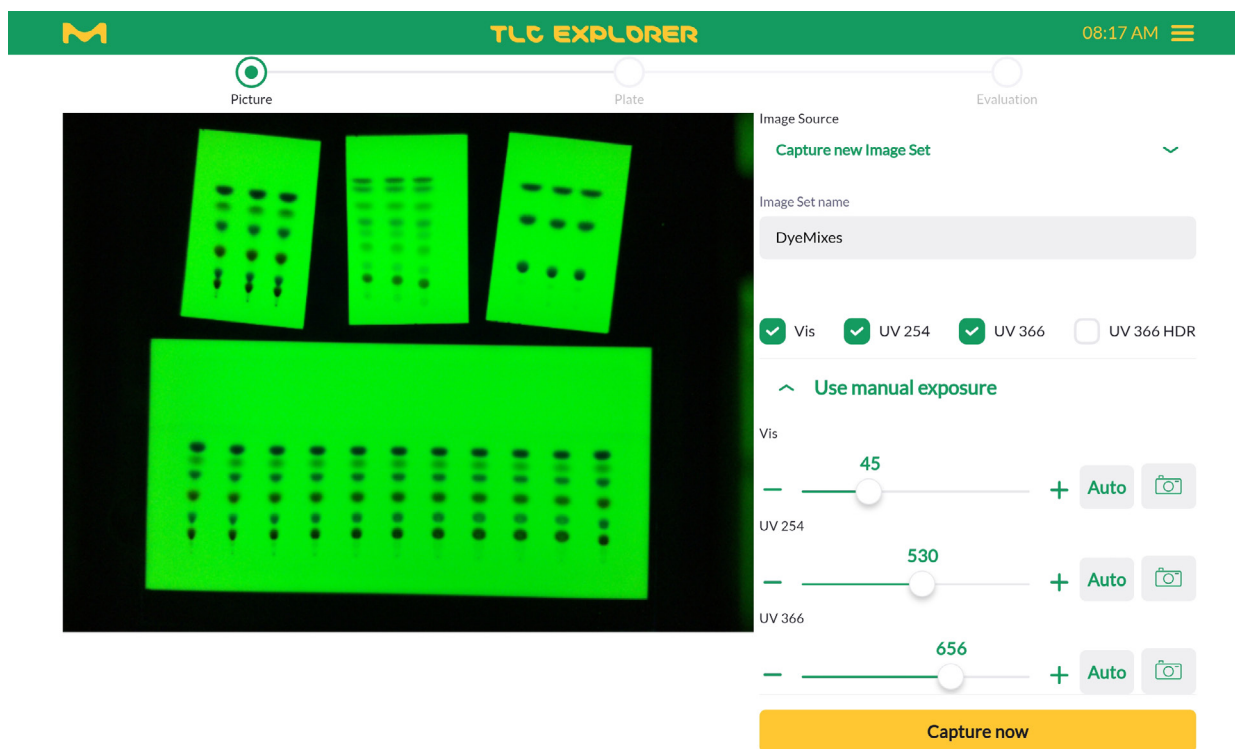 TLC EXPLORER
08:17 AM
Picture
Plate
Evaluation
Image Source
Capture new Image Set
Image Set name
DyeMixes
Vis UV 254 UV 366 UV 366 HDR
Use manual exposure
Vis
45
Auto
UV 254
530
Auto
UV 366
656
Auto
Capture now